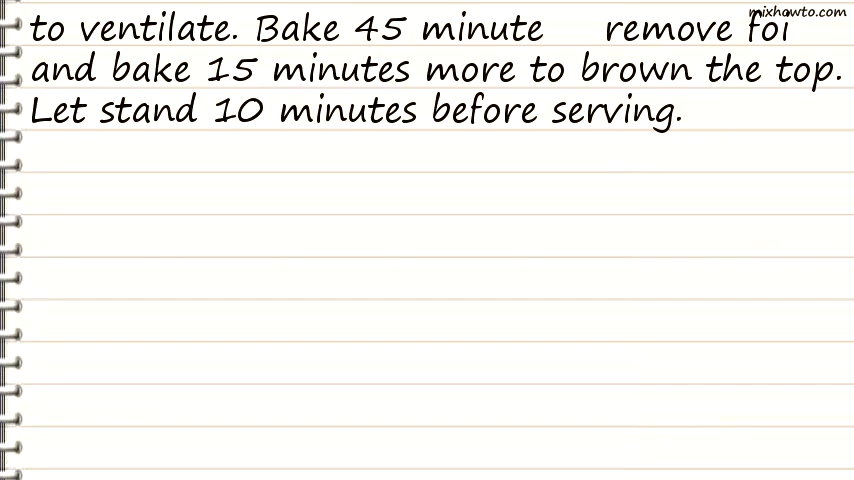 mixhowto.com
to ventilate. Bake 45 minute remove foi
and bake 15 minutes more to brown the top.
Let stand 10 minutes before serving.